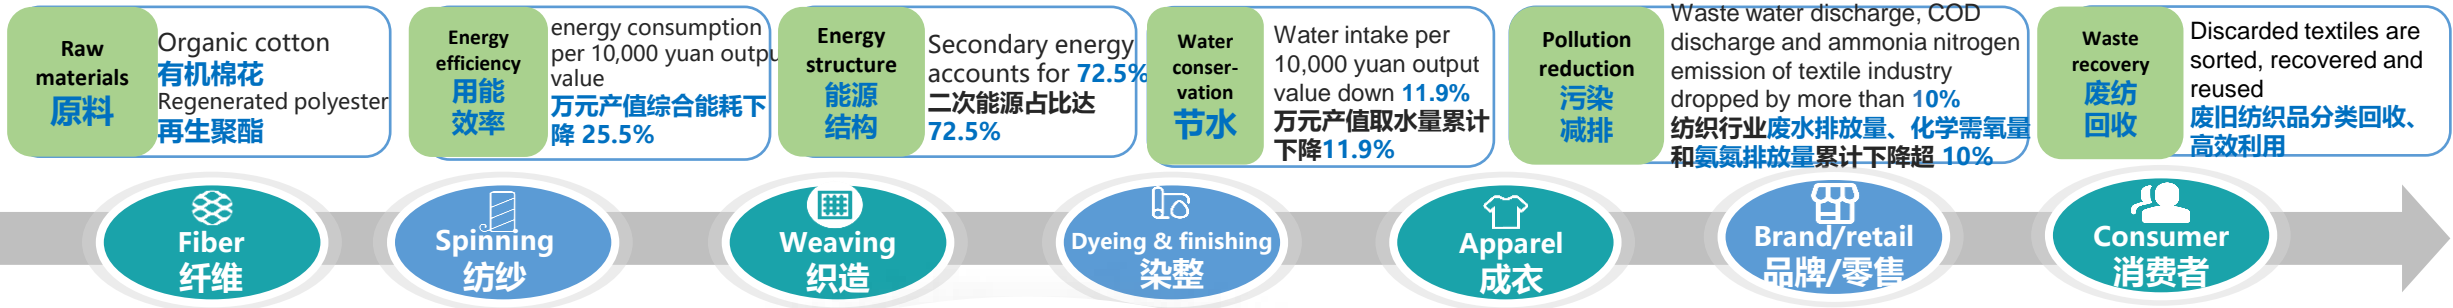 Raw
materials
原料
Organic cotton
有机棉花
Regenerated polyester
再生聚酯
Energy
efficiency
用能
效率
energy consumption
per 10,000 yuan output
value
万元产值综合能耗下
降 25.5%
Energy
structure
能源
结构
Secondary energy
accounts for 72.5%
二次能源占比达
72.5%
Water
conser-
vation
节水
Water intake per
10,000 yuan output
value down 11.9%
万元产值取水量累计
下降11.9%
Pollution
reduction
污染
减排
Waste water discharge, COD
discharge and ammonia nitrogen
emission of textile industry
dropped by more than 10%
纺织行业废水排放量、化学需氧量
和氨氮排放量累计下降超 10%
Waste
recovery
废纺
回收
Discarded textiles are
sorted, recovered and
reused
废旧纺织品分类回收、
高效利用
Fiber
纤维
Spinning
纺纱
Weaving
织造
Dyeing & finishing
染整
Apparel
成衣
Brand/retail
品牌/零售
Consumer
消费者